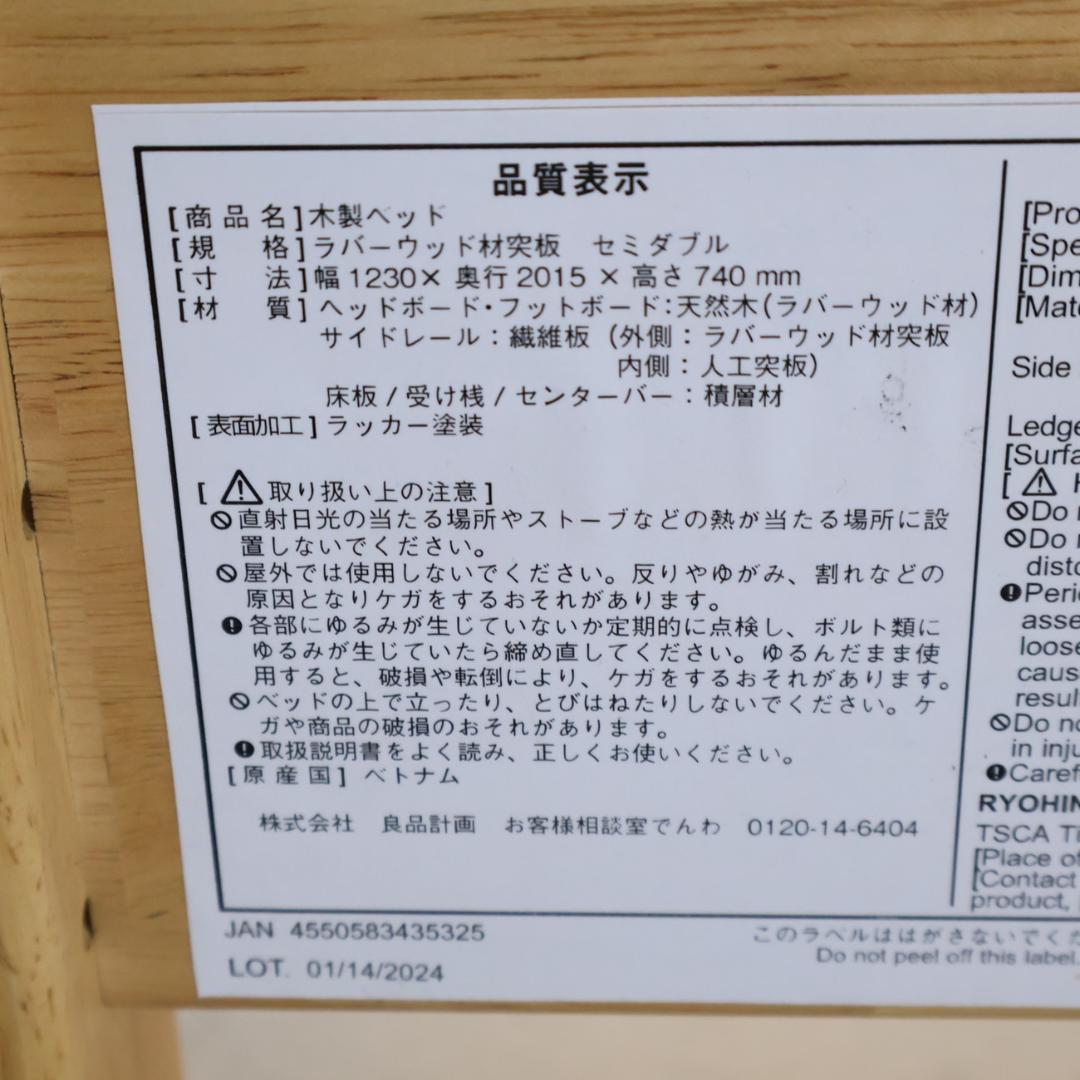 品質表示
[商品名]木製ベッド
[規格]ラバーウッド材突板 セミダブル
[寸法]幅1230×奥行2015×高さ740 mm
[材質]ヘッドボード・フットボード:天然木(ラバーウッド材)
サイドレール:繊維板(外側:ラバーウッド材突板
内側:人工突板)
床板/受け桟/センターバー:積層材
[表面加工]ラッカー塗装
[⚠取り扱い上の注意]
🛇直射日光の当たる場所やストーブなどの熱が当たる場所に設
置しないでください。
🛇屋外では使用しないでください。反りやゆがみ、割れなどの
原因となりケガをするおそれがあります。
❗各部にゆるみが生じていないか定期的に点検し、ボルト類に
ゆるみが生じていたら締め直してください。ゆるんだまま使
用すると、破損や転倒により、ケガをするおそれがあります。
🛇ベッドの上で立ったり、とびはねたりしないでください。ケ
ガや商品の破損のおそれがあります。
❗取扱説明書をよく読み、正しくお使いください。
[原産国] ベトナム
株式会社 良品計画 お客様相談室でんわ 0120-14-6404
[Pro
[Spe
[Dim
[Mate
Side
Ledge
[Surfa
[⚠ H
🛇Do n
🛇Do n
disto
❗Perio
asse
loose
caus
result
🛇Do no
in inju
❗Caref
RYOHIN
TSCA Ti
[Place of
[Contact
product,
JAN 4550583435325
LOT. 01/14/2024
このラベルははがさないでくだ
Do not peel off this label.